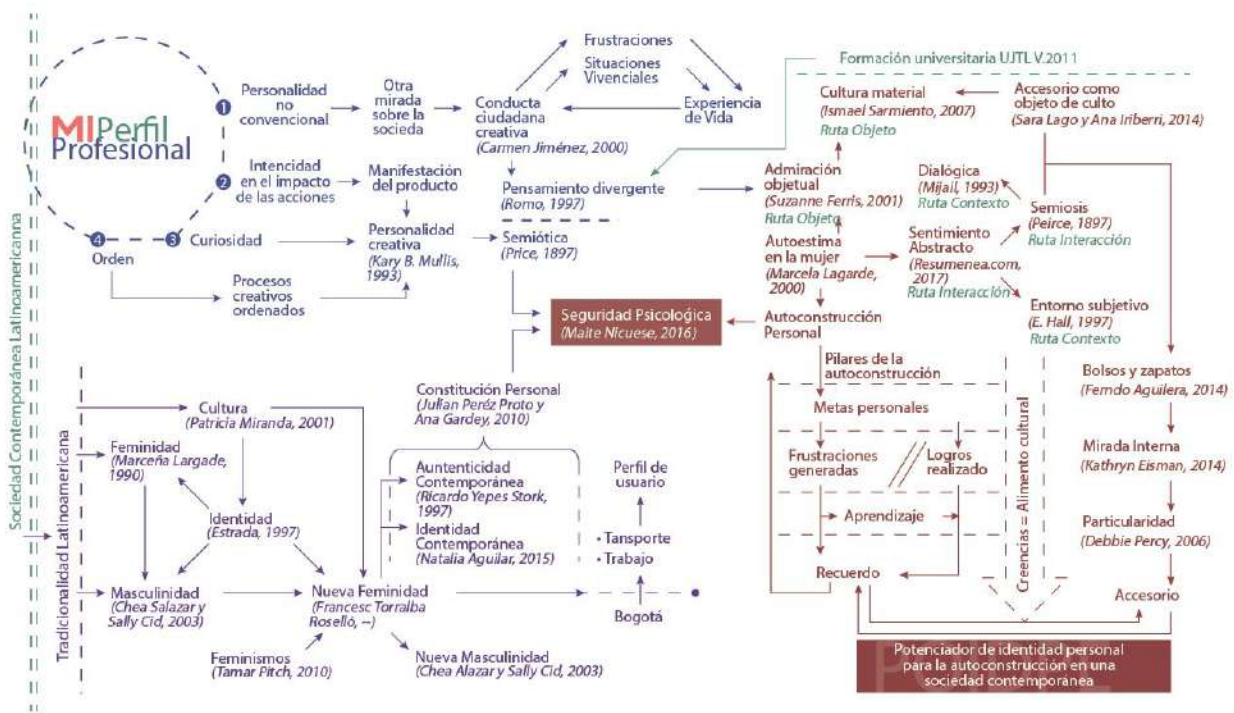 Sociedad Contemporánea Latinoamericanna
Tradicionalidad Latinoamericana
MIPerfil
Profesional
1
Personalidad
no
convencional
Otra
mirada
sobre la
socieda
Conducta
ciudadana
creativa
(Carmen Jiménez, 2000)
Frustraciones
Situaciones
Vivenciales
Experiencia
de Vida
2
Intencidad
en el impacto
de las acciones
Manifestación
del producto
Pensamiento divergente
(Romo, 1997)
3
Curiosidad
Personalidad
creativa
(Kary B. Mullis,
1993)
Semiótica
(Price, 1897)
4
Orden
Procesos
creativos
ordenados
Formación universitaria UJTL V.2011
Cultura material
(Ismael Sarmiento, 2007)
Ruta Objeto
Accesorio como
objeto de culto
(Sara Lago y Ana Iriberri, 2014)
Admiración
objetual
(Suzanne Ferris, 2001)
Ruta Objeto
Dialógica
(Mijail, 1993)
Ruta Contexto
Semiosis
(Peirce, 1897)
Ruta Interacción
Autoestima
en la mujer
(Marcela Lagarde,
2000)
Sentimiento
Abstracto
(Resumenea.com,
2017)
Ruta Interacción
Entorno subjetivo
(E. Hall, 1997)
Ruta Contexto
Seguridad Psicologíca
(Maite Nicuese, 2016)
Autoconstrucción
Personal
Pilares de la
autoconstrucción
Metas personales
Frustraciones
generadas
Logros
realizado
Aprendizaje
Recuerdo
Creencias = Alimento cultural
Bolsos y zapatos
(Ferndo Aguilera, 2014)
Mirada Interna
(Kathryn Eisman, 2014)
Particularidad
(Debbie Percy, 2006)
Accesorio
Potenciador de identidad personal
para la autoconstrucción en una
sociedad contemporánea
Constitución Personal
(Julian Peréz Proto y
Ana Gardey, 2010)
Cultura
(Patricia Miranda, 2001)
Feminidad
(Marceña Largade,
1990)
Identidad
(Estrada, 1997)
Auntenticidad
Contemporánea
(Ricardo Yepes Stork,
1997)
Identidad
Contemporánea
(Natalia Aguilar, 2015)
Perfil de
usuario
• Transporte
• Trabajo
Bogotá
Masculinidad
(Chea Salazar y
Sally Cid, 2003)
Nueva Feminidad
(Francesc Torralba
Roselló, --)
Feminismos
(Tamar Pitch, 2010)
Nueva Masculinidad
(Chea Alazar y Sally Cid, 2003)